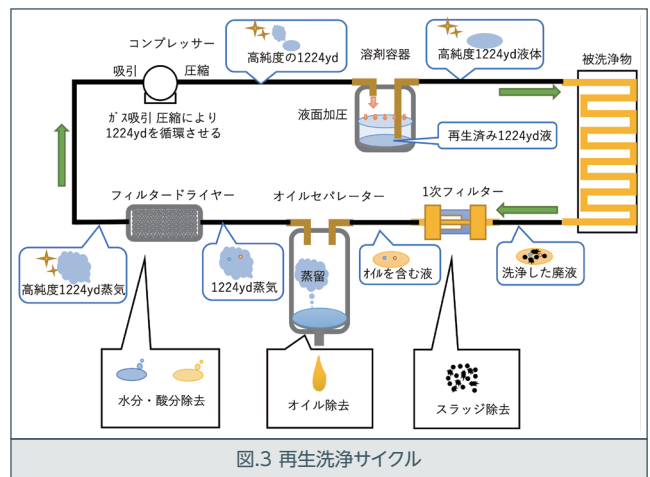 コンプレッサー
吸引
圧縮
ｶﾞｽ吸引 圧縮により
1224ydを循環させる
高純度の1224yd
溶剤容器
液面加圧
高純度1224yd液体
再生済み1224yd液
被洗浄物
フィルタードライヤー
オイルセパレーター
1次フィルター
高純度1224yd蒸気
1224yd蒸気
蒸留
ｵｲﾙを含む液
洗浄した廃液
水分・酸分除去
オイル除去
スラッジ除去
図.3 再生洗浄サイクル